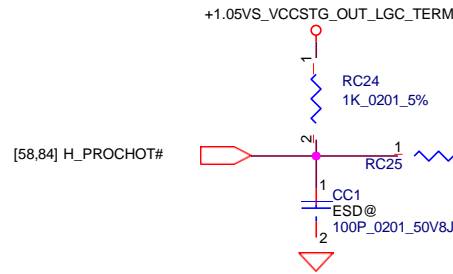 +1.05VS_VCCSTG_OUT_LGC_TERM
1
RC24
1K_0201_5%
2
[58,84] H_PROCHOT#
1
RC25
1
CC1
ESD@
2
100P_0201_50V8J